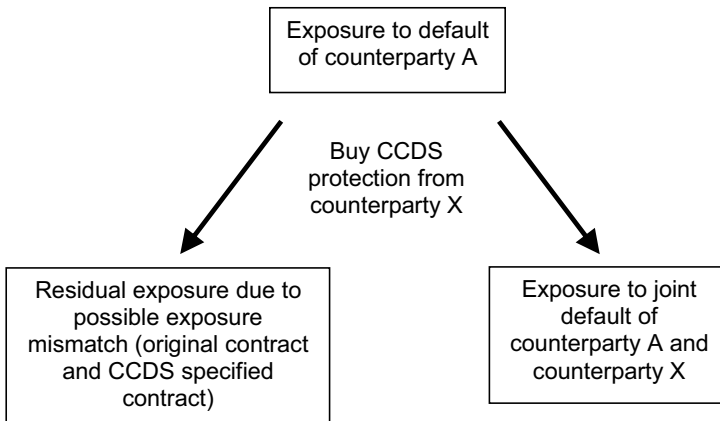 Exposure to default
of counterparty A
Buy CCDS
protection from
counterparty X
Residual exposure due to
possible exposure
mismatch (original contract
and CCDS specified
contract)
Exposure to joint
default of
counterparty A and
counterparty X